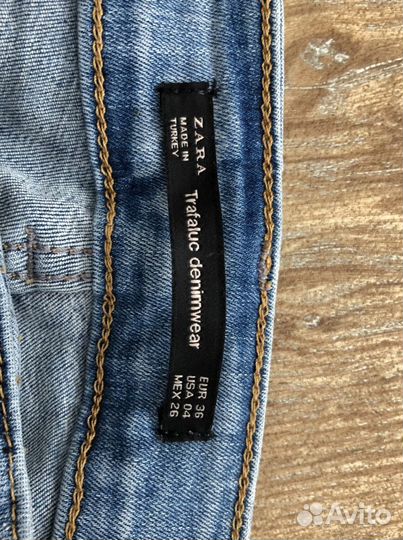 ZARA
MADE IN
TURKEY
Trafaluc denimwear
EUR 36
USA 04
MEX 26
Avito